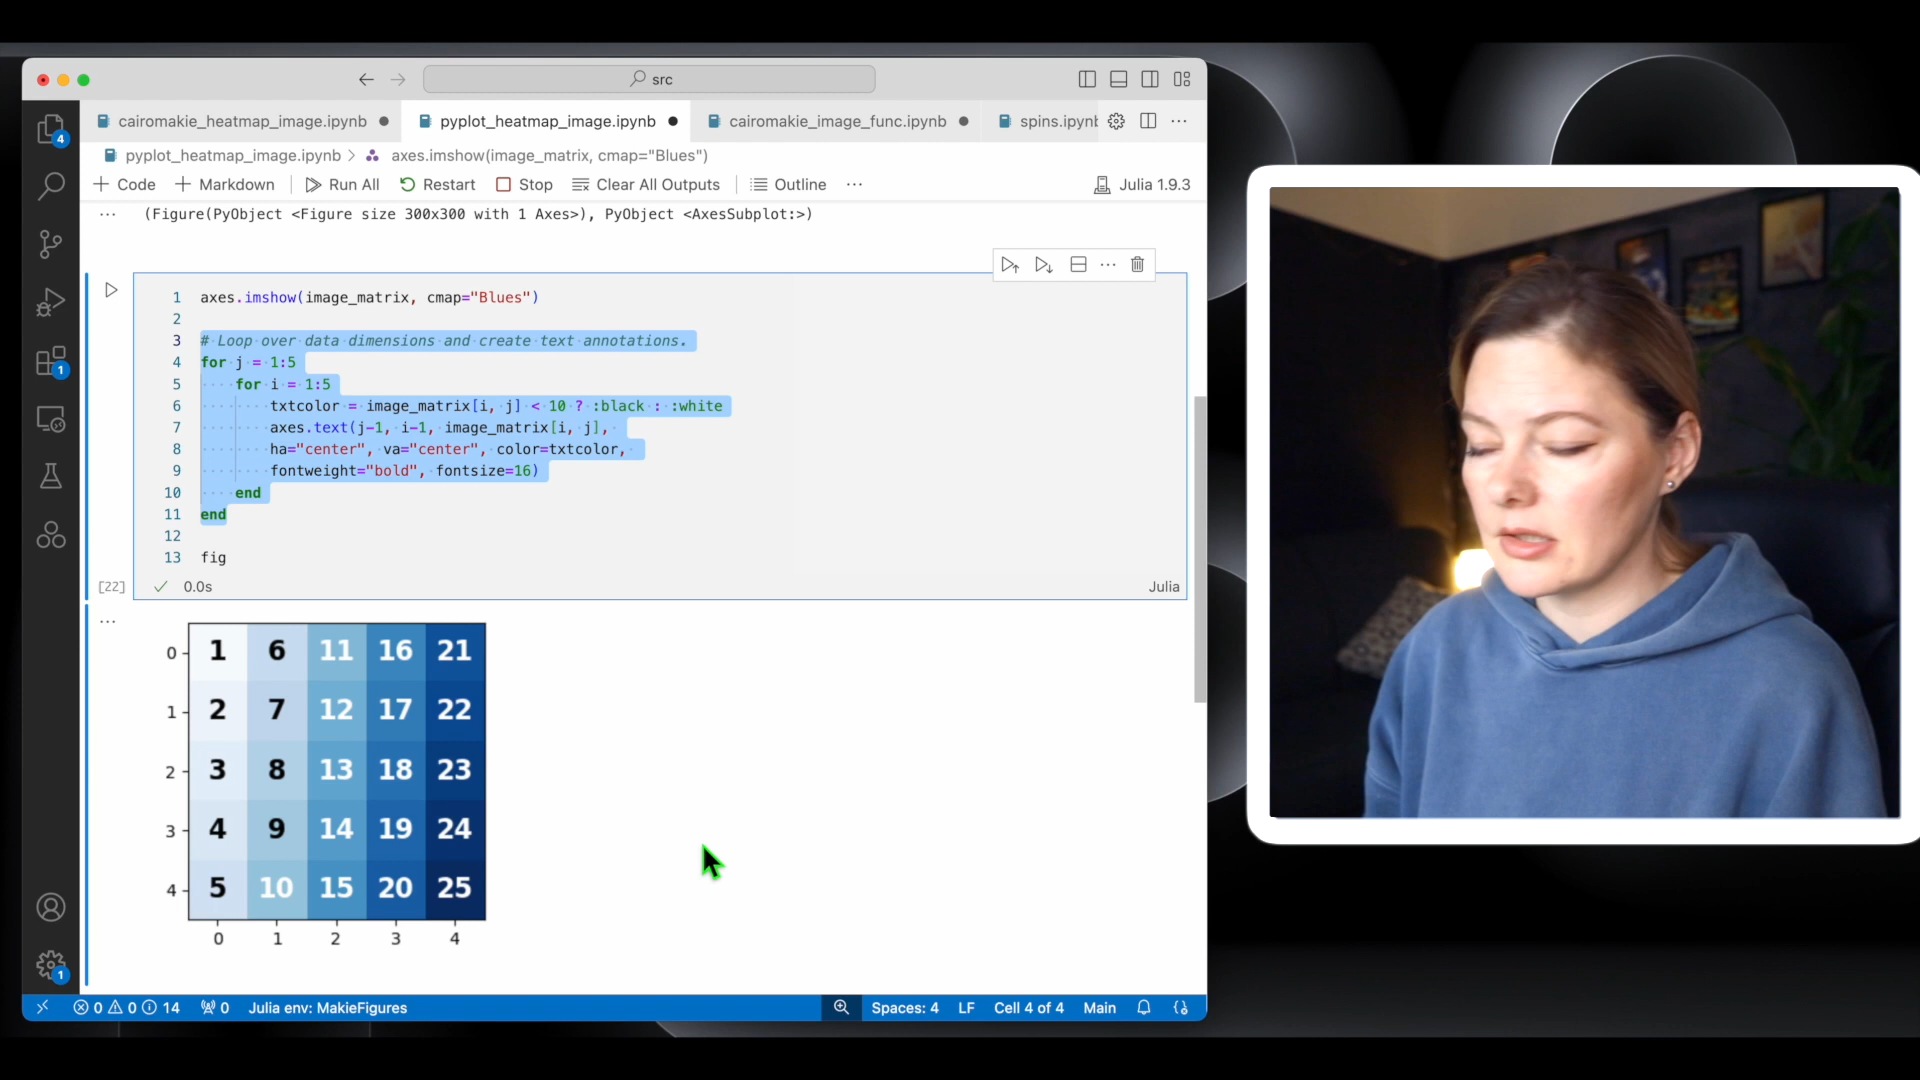 src
cairomakie_heatmap_image.ipynb
pyplot_heatmap_image.ipynb
cairomakie_image_func.ipynb
spins.ipynb
pyplot_heatmap_image.ipynb > axes.imshow(image_matrix, cmap="Blues")
+ Code + Markdown Run All Restart Stop Clear All Outputs Outline ... Julia 1.9.3
... (Figure(PyObject <Figure size 300x300 with 1 Axes>), PyObject <AxesSubplot:>)
1 axes.imshow(image_matrix, cmap="Blues")
2
3 # Loop over data dimensions and create text annotations.
4 for j = 1:5
5 for i = 1:5
6 txtcolor = image_matrix[i, j] < 10 ? :black : :white
7 axes.text(j-1, i-1, image_matrix[i, j],
8 ha="center", va="center", color=txtcolor,
9 fontweight="bold", fontsize=16)
10 end
11 end
12
13 fig
[22] ✓ 0.0s Julia
...
0 1 6 11 16 21
1 2 7 12 17 22
2 3 8 13 18 23
3 4 9 14 19 24
4 5 10 15 20 25
0 1 2 3 4
4
1
1
0 0 14 0 Julia env: MakieFigures Spaces: 4 LF Cell 4 of 4 Main